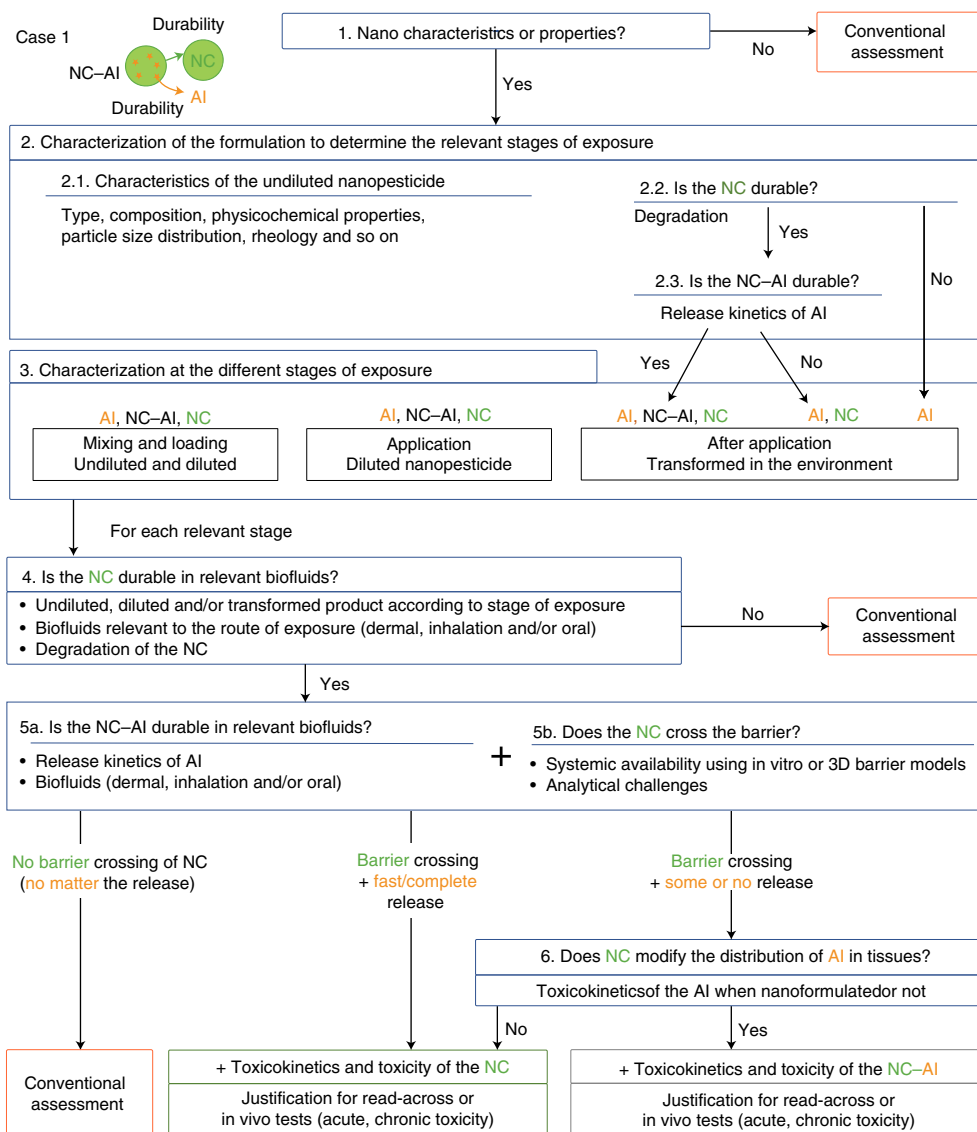 Case 1
Durability
NC–AI
NC
AI
Durability
1. Nano characteristics or properties?
No
Conventional
assessment
Yes
2. Characterization of the formulation to determine the relevant stages of exposure
2.1. Characteristics of the undiluted nanopesticide
Type, composition, physicochemical properties,
particle size distribution, rheology and so on
2.2. Is the NC durable?
Degradation
Yes
No
2.3. Is the NC–AI durable?
Release kinetics of AI
Yes
No
3. Characterization at the different stages of exposure
AI, NC–AI, NC
Mixing and loading
Undiluted and diluted
AI, NC–AI, NC
Application
Diluted nanopesticide
AI, NC–AI, NC
AI, NC
AI
After application
Transformed in the environment
For each relevant stage
4. Is the NC durable in relevant biofluids?
• Undiluted, diluted and/or transformed product according to stage of exposure
• Biofluids relevant to the route of exposure (dermal, inhalation and/or oral)
• Degradation of the NC
No
Conventional
assessment
Yes
5a. Is the NC–AI durable in relevant biofluids?
• Release kinetics of AI
• Biofluids (dermal, inhalation and/or oral)
+
5b. Does the NC cross the barrier?
• Systemic availability using in vitro or 3D barrier models
• Analytical challenges
No barrier crossing of NC
(no matter the release)
Barrier crossing
+ fast/complete
release
Barrier crossing
+ some or no release
6. Does NC modify the distribution of AI in tissues?
Toxicokineticsof the AI when nanoformulatedor not
No
Yes
Conventional
assessment
+ Toxicokinetics and toxicity of the NC
Justification for read-across or
in vivo tests (acute, chronic toxicity)
+ Toxicokinetics and toxicity of the NC–AI
Justification for read-across or
in vivo tests (acute, chronic toxicity)